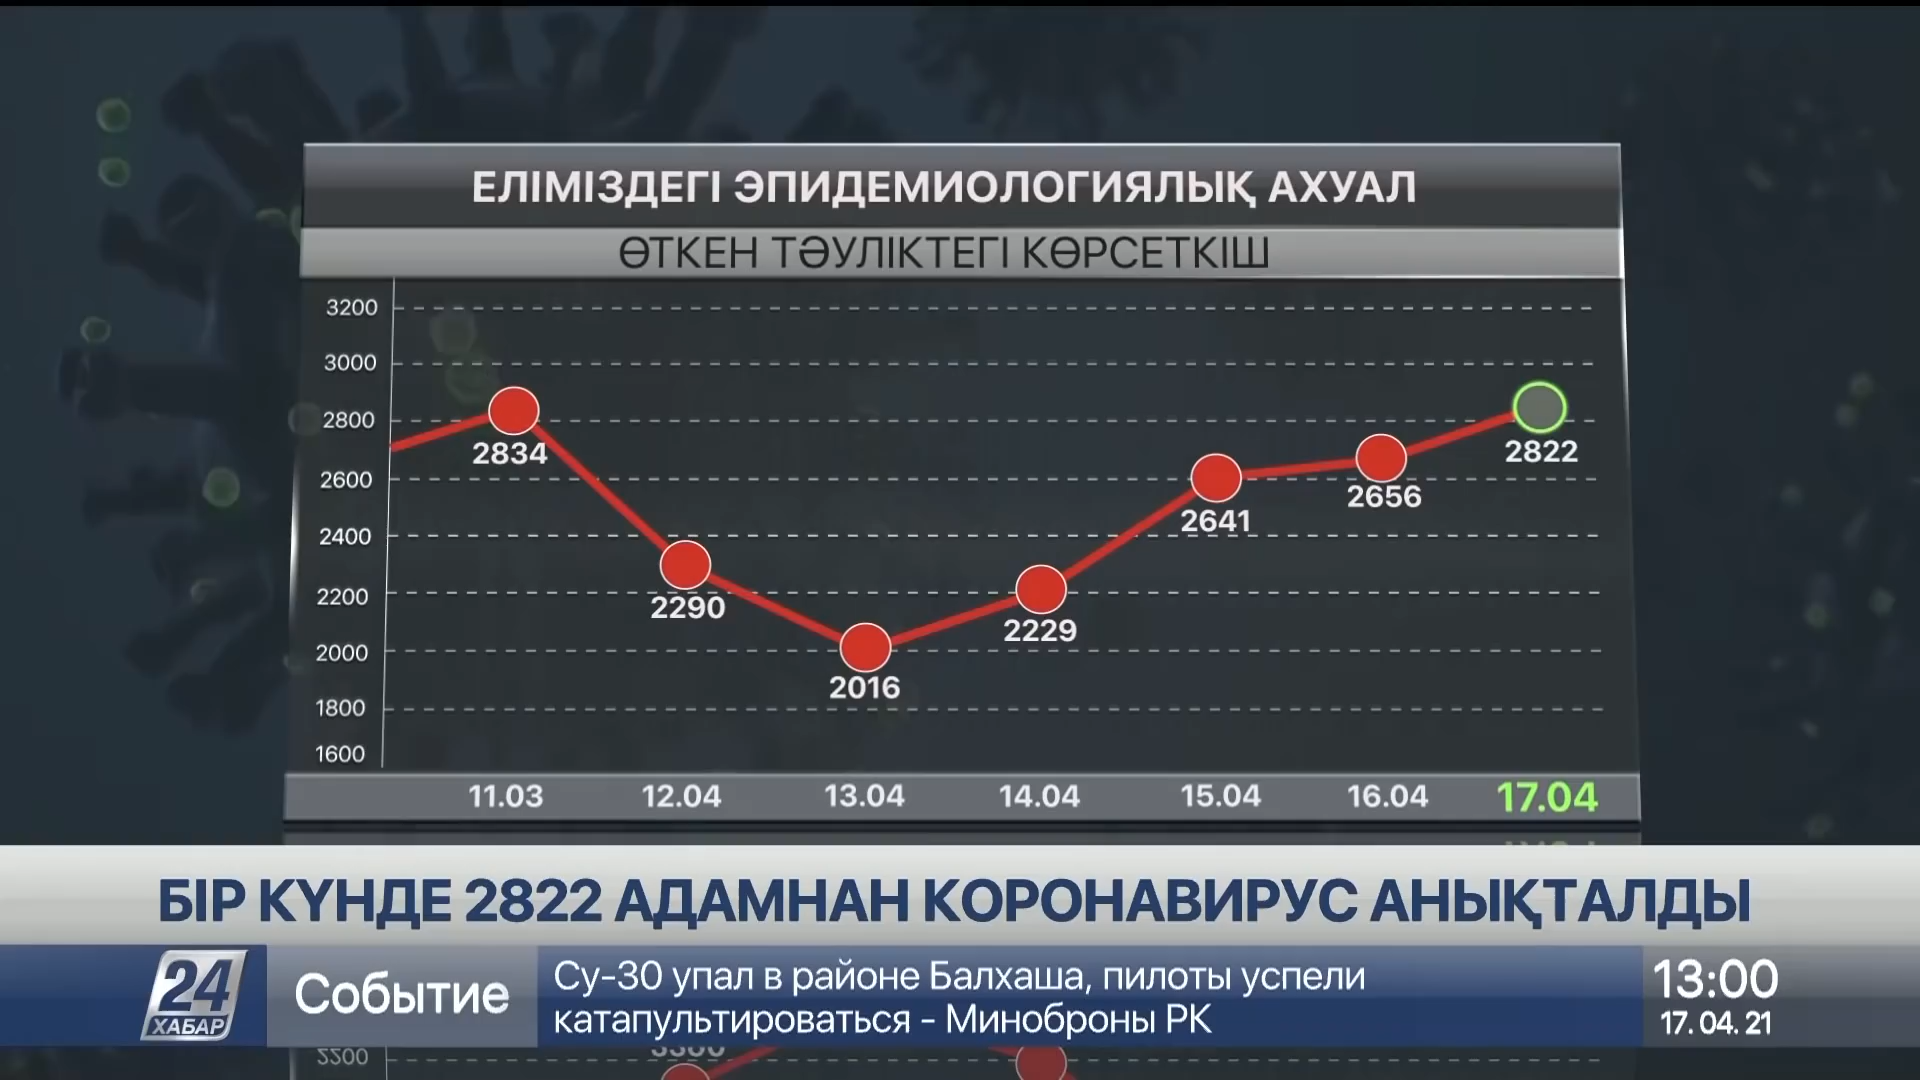 ЕЛІМІЗДЕГІ ЭПИДЕМИОЛОГИЯЛЫҚ АХУАЛ
ӨТКЕН ТӘУЛІКТЕГІ КӨРСЕТКІШ
3200
3000
2800
2600
2400
2200
2000
1800
1600
2834
2290
2016
2229
2641
2656
2822
11.03 12.04 13.04 14.04 15.04 16.04 17.04
БІР КҮНДЕ 2822 АДАМНАН КОРОНАВИРУС АНЫҚТАЛДЫ
24
ХАБАР
Событие
Су-30 упал в районе Балхаша, пилоты успели
катапультироваться - Минобороны РК
13:00
17. 04. 21
2200